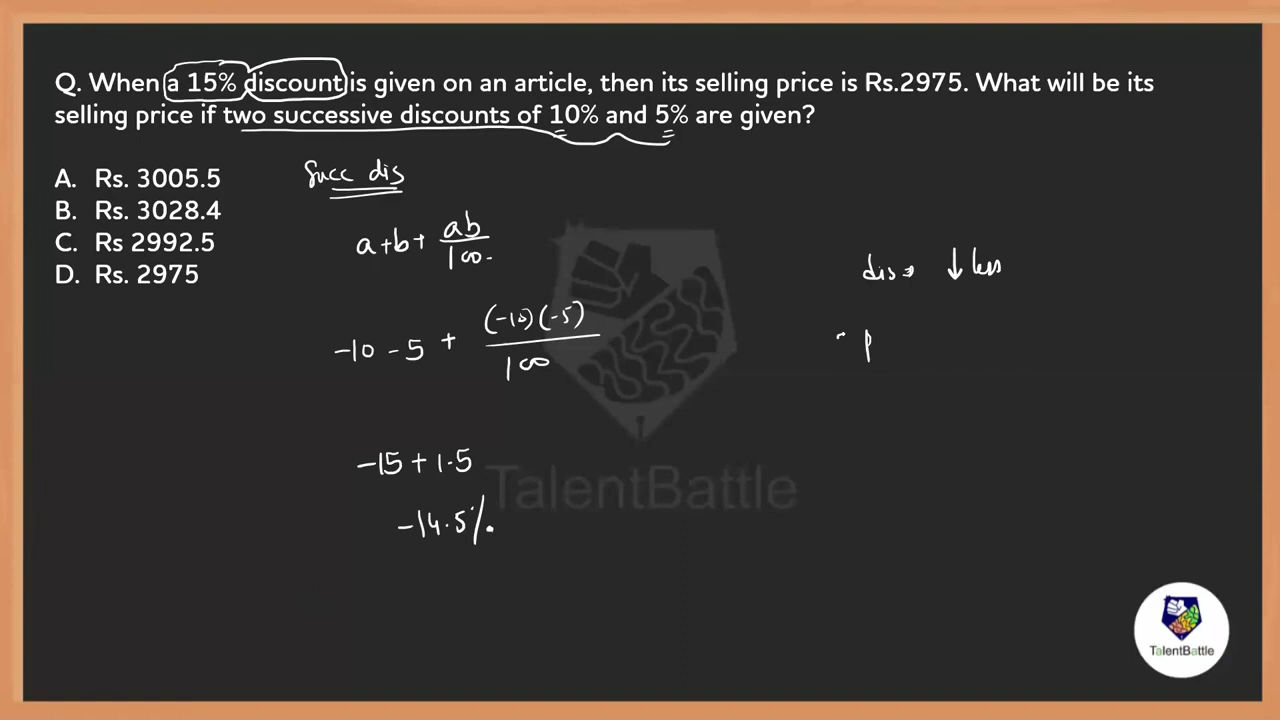 Q. When a 15% discount is given on an article, then its selling price is Rs.2975. What will be its
selling price if two successive discounts of 10% and 5% are given?
A. Rs. 3005.5
B. Rs. 3028.4
C. Rs 2992.5
D. Rs. 2975
Succ dis
a+b+ ab/100
dis → ↓ less
-10 - 5 + (-10)(-5)/100
- p
-15 + 1.5
-14.5%
TalentBattle
TalentBattle